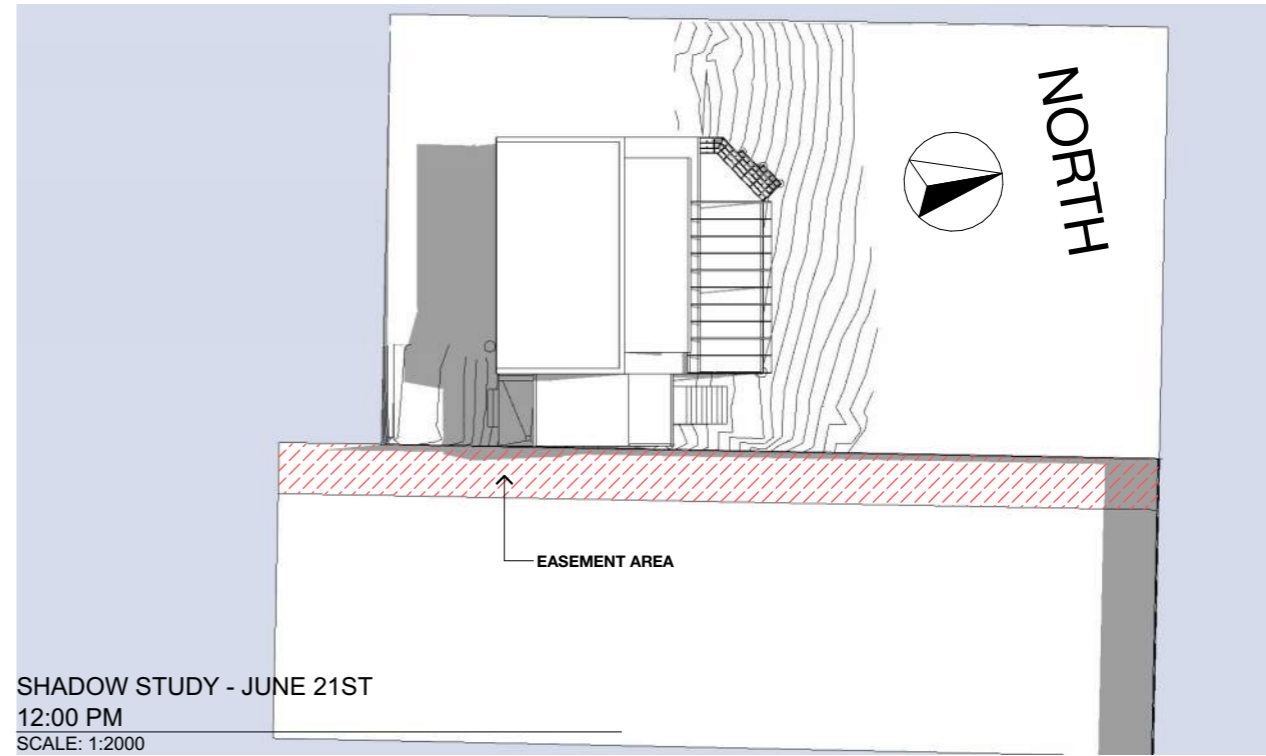 NORTH
EASEMENT AREA
SHADOW STUDY - JUNE 21ST
12:00 PM
SCALE: 1:2000